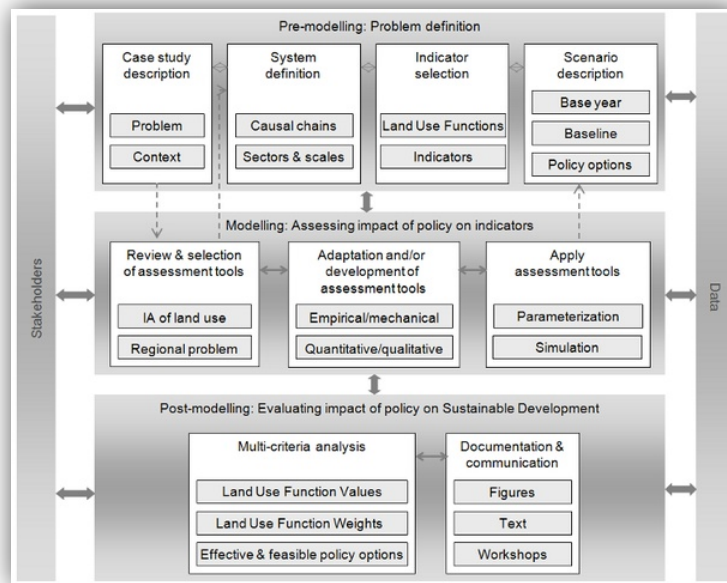 Pre-modelling: Problem definition
Case study
description
Problem
Context
System
definition
Causal chains
Sectors & scales
Indicator
selection
Land Use Functions
Indicators
Scenario
description
Base year
Baseline
Policy options
Stakeholders
Data
Modelling: Assessing impact of policy on indicators
Review & selection
of assessment tools
IA of land use
Regional problem
Adaptation and/or
development of
assessment tools
Empirical/mechanical
Quantitative/qualitative
Apply
assessment tools
Parameterization
Simulation
Post-modelling: Evaluating impact of policy on Sustainable Development
Multi-criteria analysis
Land Use Function Values
Land Use Function Weights
Effective & feasible policy options
Documentation &
communication
Figures
Text
Workshops